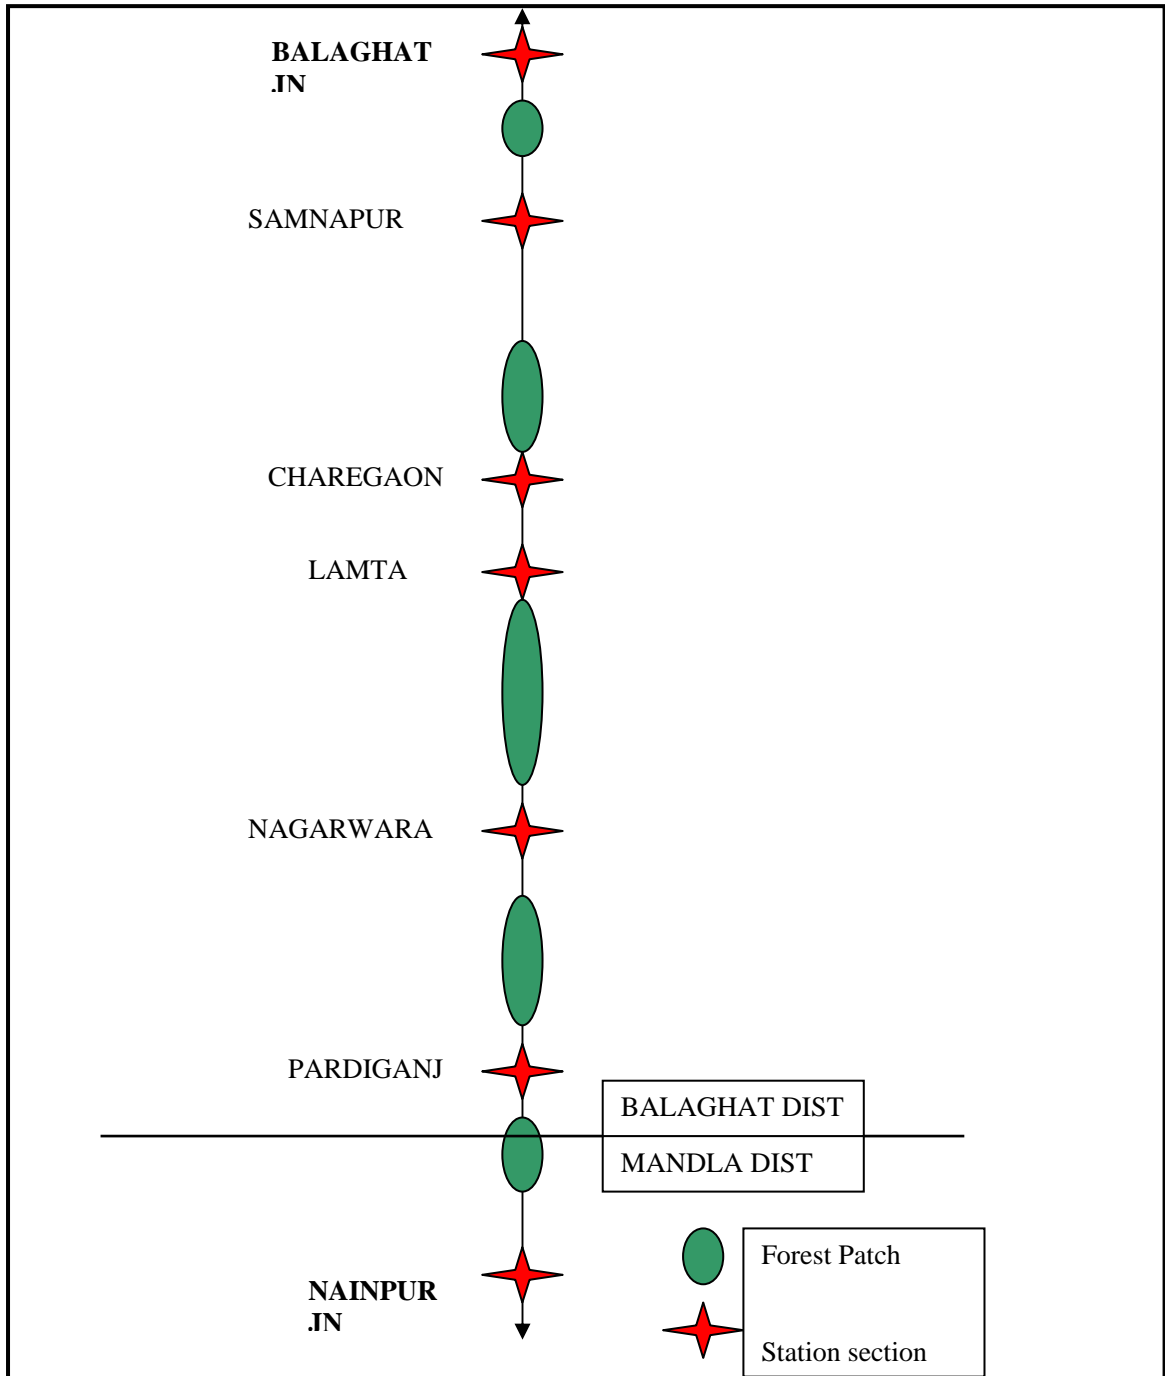 BALAGHAT
.JN
SAMNAPUR
CHAREGAON
LAMTA
NAGARWARA
PARDIGANJ
BALAGHAT DIST
MANDLA DIST
NAINPUR
.JN
Forest Patch
Station section